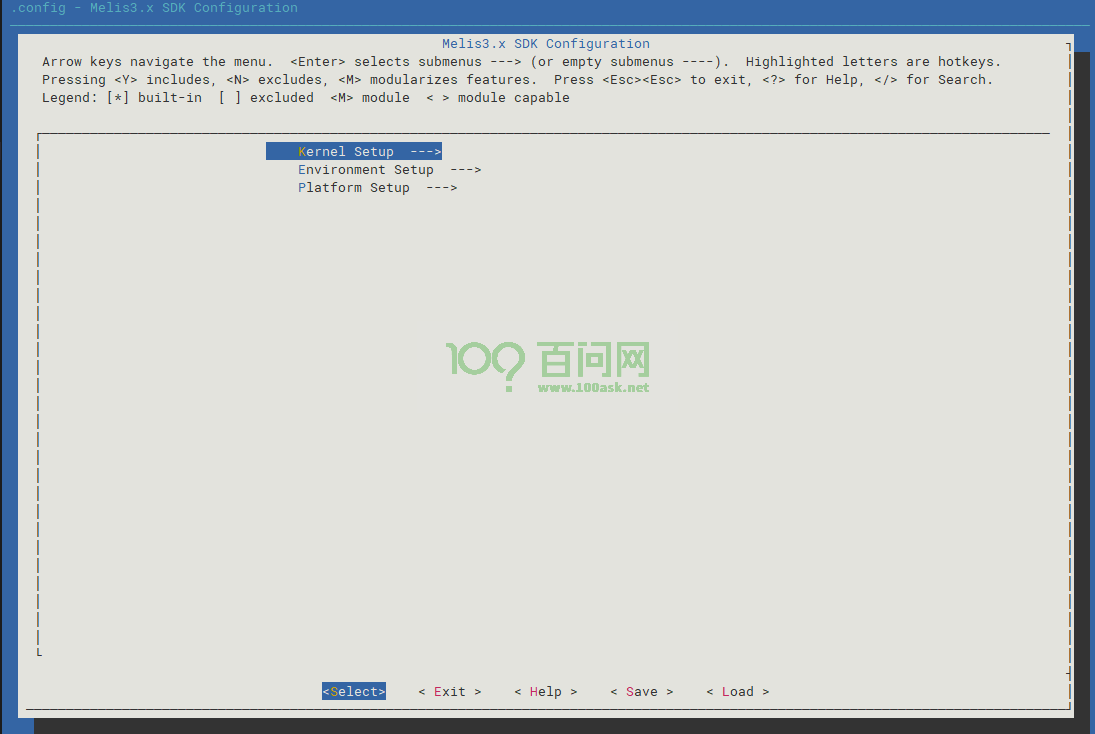 .config - Melis3.x SDK Configuration
Melis3.x SDK Configuration
Arrow keys navigate the menu.  <Enter> selects submenus ---> (or empty submenus ----).  Highlighted letters are hotkeys.
Pressing <Y> includes, <N> excludes, <M> modularizes features.  Press <Esc><Esc> to exit, <?> for Help, </> for Search.
Legend: [*] built-in  [ ] excluded  <M> module  < > module capable
Kernel Setup  --->
Environment Setup  --->
Platform Setup  --->
100? 百问网
www.100ask.net
<Select>    < Exit >    < Help >    < Save >    < Load >